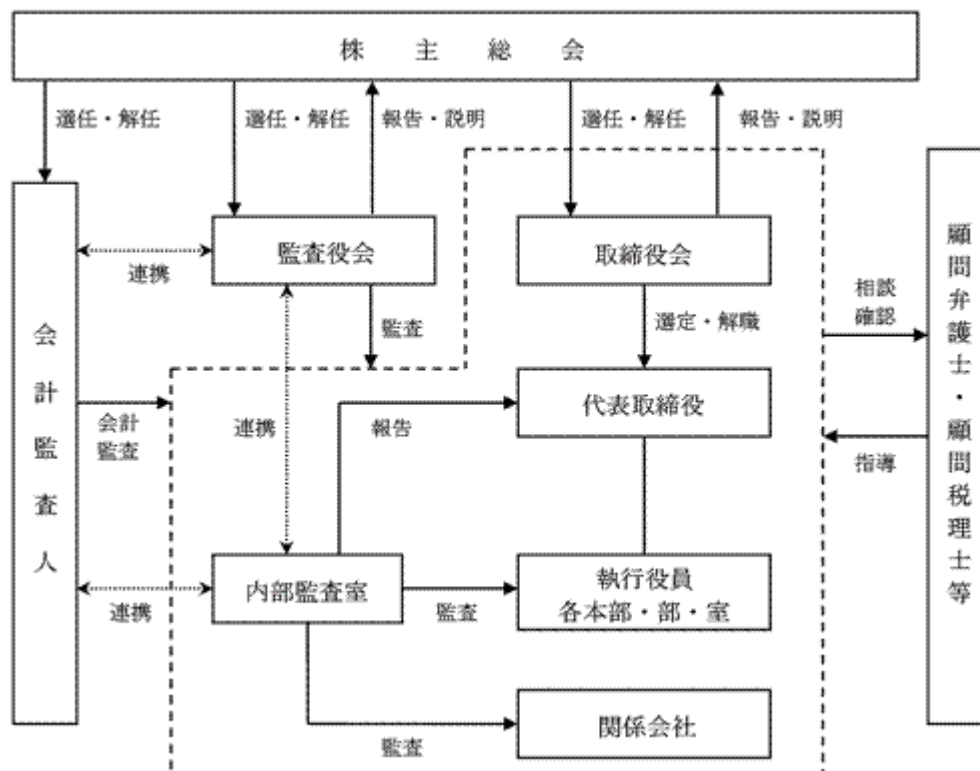 株主総会
選任・解任
選任・解任
報告・説明
選任・解任
報告・説明
監査役会
取締役会
連携
監査
選定・解職
相談
確認
顧問弁護士・顧問税理士等
会計監査人
会計
監査
連携
報告
代表取締役
指導
内部監査室
連携
監査
執行役員
各本部・部・室
監査
関係会社